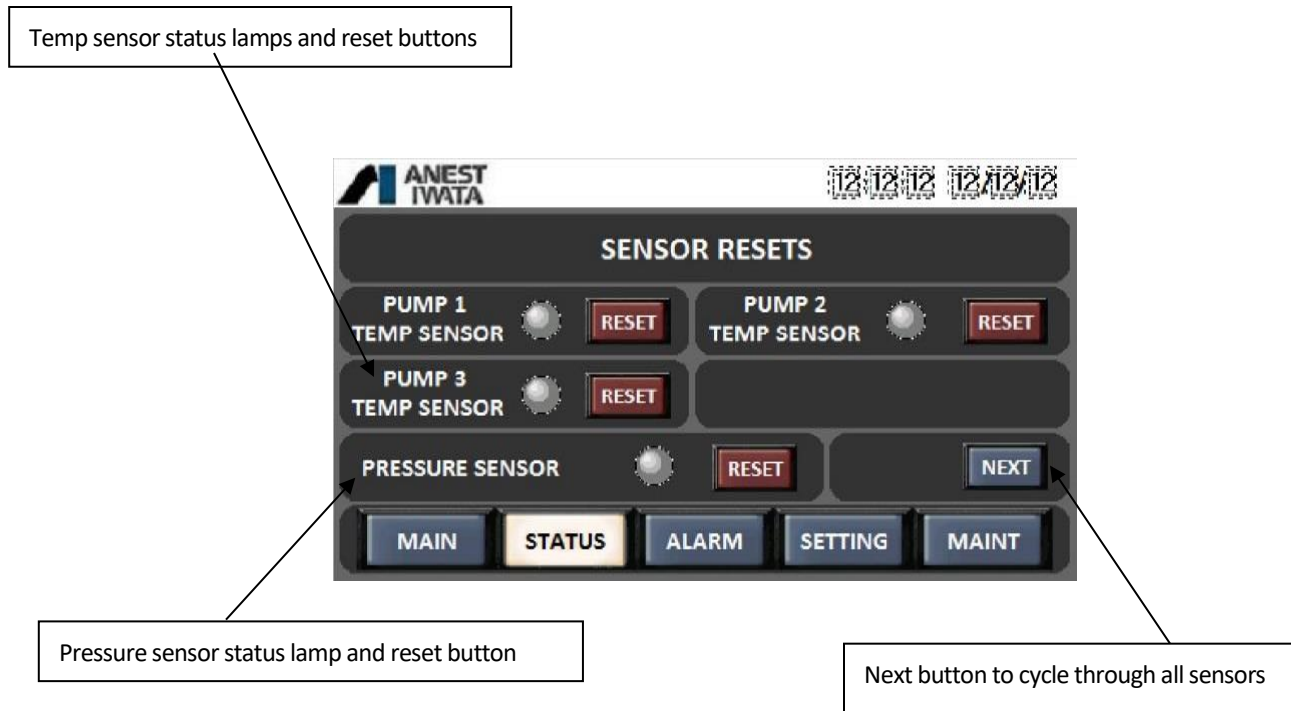 Temp sensor status lamps and reset buttons
ANEST
IWATA
12:12:12 12/12/12
SENSOR RESETS
PUMP 1
TEMP SENSOR
RESET
PUMP 2
TEMP SENSOR
RESET
PUMP 3
TEMP SENSOR
RESET
PRESSURE SENSOR
RESET
NEXT
MAIN
STATUS
ALARM
SETTING
MAINT
Pressure sensor status lamp and reset button
Next button to cycle through all sensors